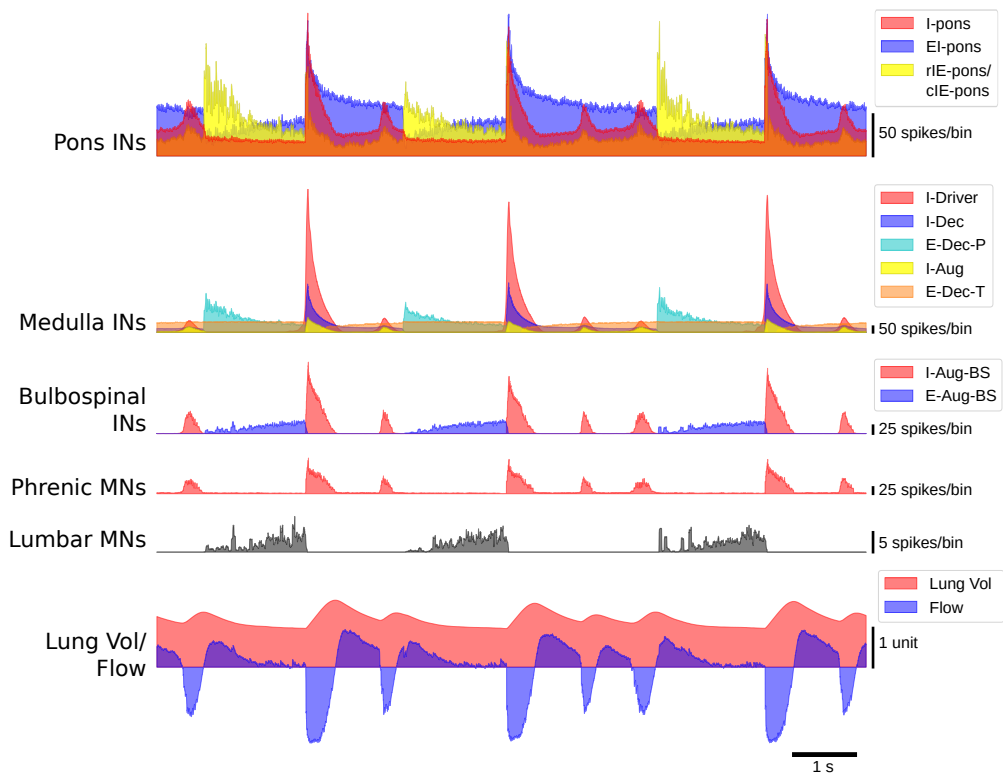 I-pons
EI-pons
rIE-pons/
cIE-pons
Pons INs
50 spikes/bin
I-Driver
I-Dec
E-Dec-P
I-Aug
E-Dec-T
Medulla INs
50 spikes/bin
I-Aug-BS
E-Aug-BS
Bulbospinal
INs
25 spikes/bin
Phrenic MNs
25 spikes/bin
Lumbar MNs
5 spikes/bin
Lung Vol
Flow
Lung Vol/
Flow
1 unit
1 s